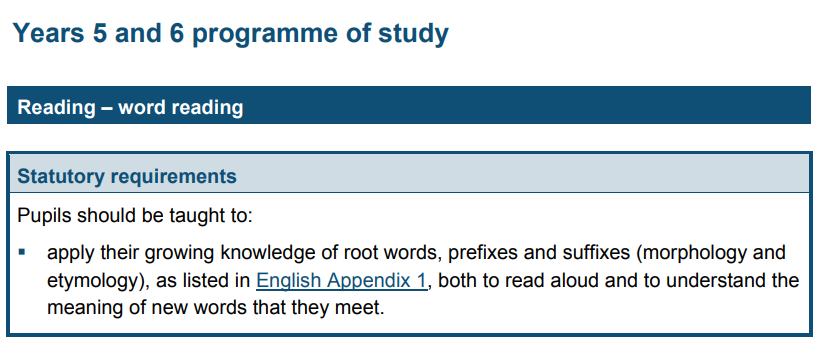 Years 5 and 6 programme of study
Reading – word reading
Statutory requirements
Pupils should be taught to:
▪ apply their growing knowledge of root words, prefixes and suffixes (morphology and
etymology), as listed in English Appendix 1, both to read aloud and to understand the
meaning of new words that they meet.